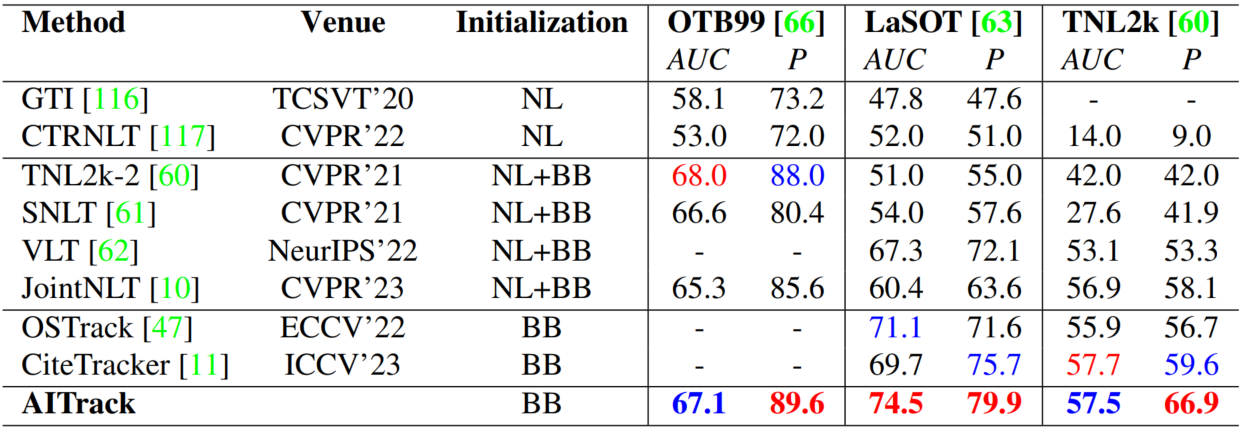 Method Venue Initialization OTB99 [66] LaSOT [63] TNL2k [60]
AUC P AUC P AUC P
GTI [116] TCSVT'20 NL 58.1 73.2 47.8 47.6 - -
CTRNLT [117] CVPR'22 NL 53.0 72.0 52.0 51.0 14.0 9.0
TNL2k-2 [60] CVPR'21 NL+BB 68.0 88.0 51.0 55.0 42.0 42.0
SNLT [61] CVPR'21 NL+BB 66.6 80.4 54.0 57.6 27.6 41.9
VLT [62] NeurIPS'22 NL+BB - - 67.3 72.1 53.1 53.3
JointNLT [10] CVPR'23 NL+BB 65.3 85.6 60.4 63.6 56.9 58.1
OSTrack [47] ECCV'22 BB - - 71.1 71.6 55.9 56.7
CiteTracker [11] ICCV'23 BB - - 69.7 75.7 57.7 59.6
AITrack BB 67.1 89.6 74.5 79.9 57.5 66.9